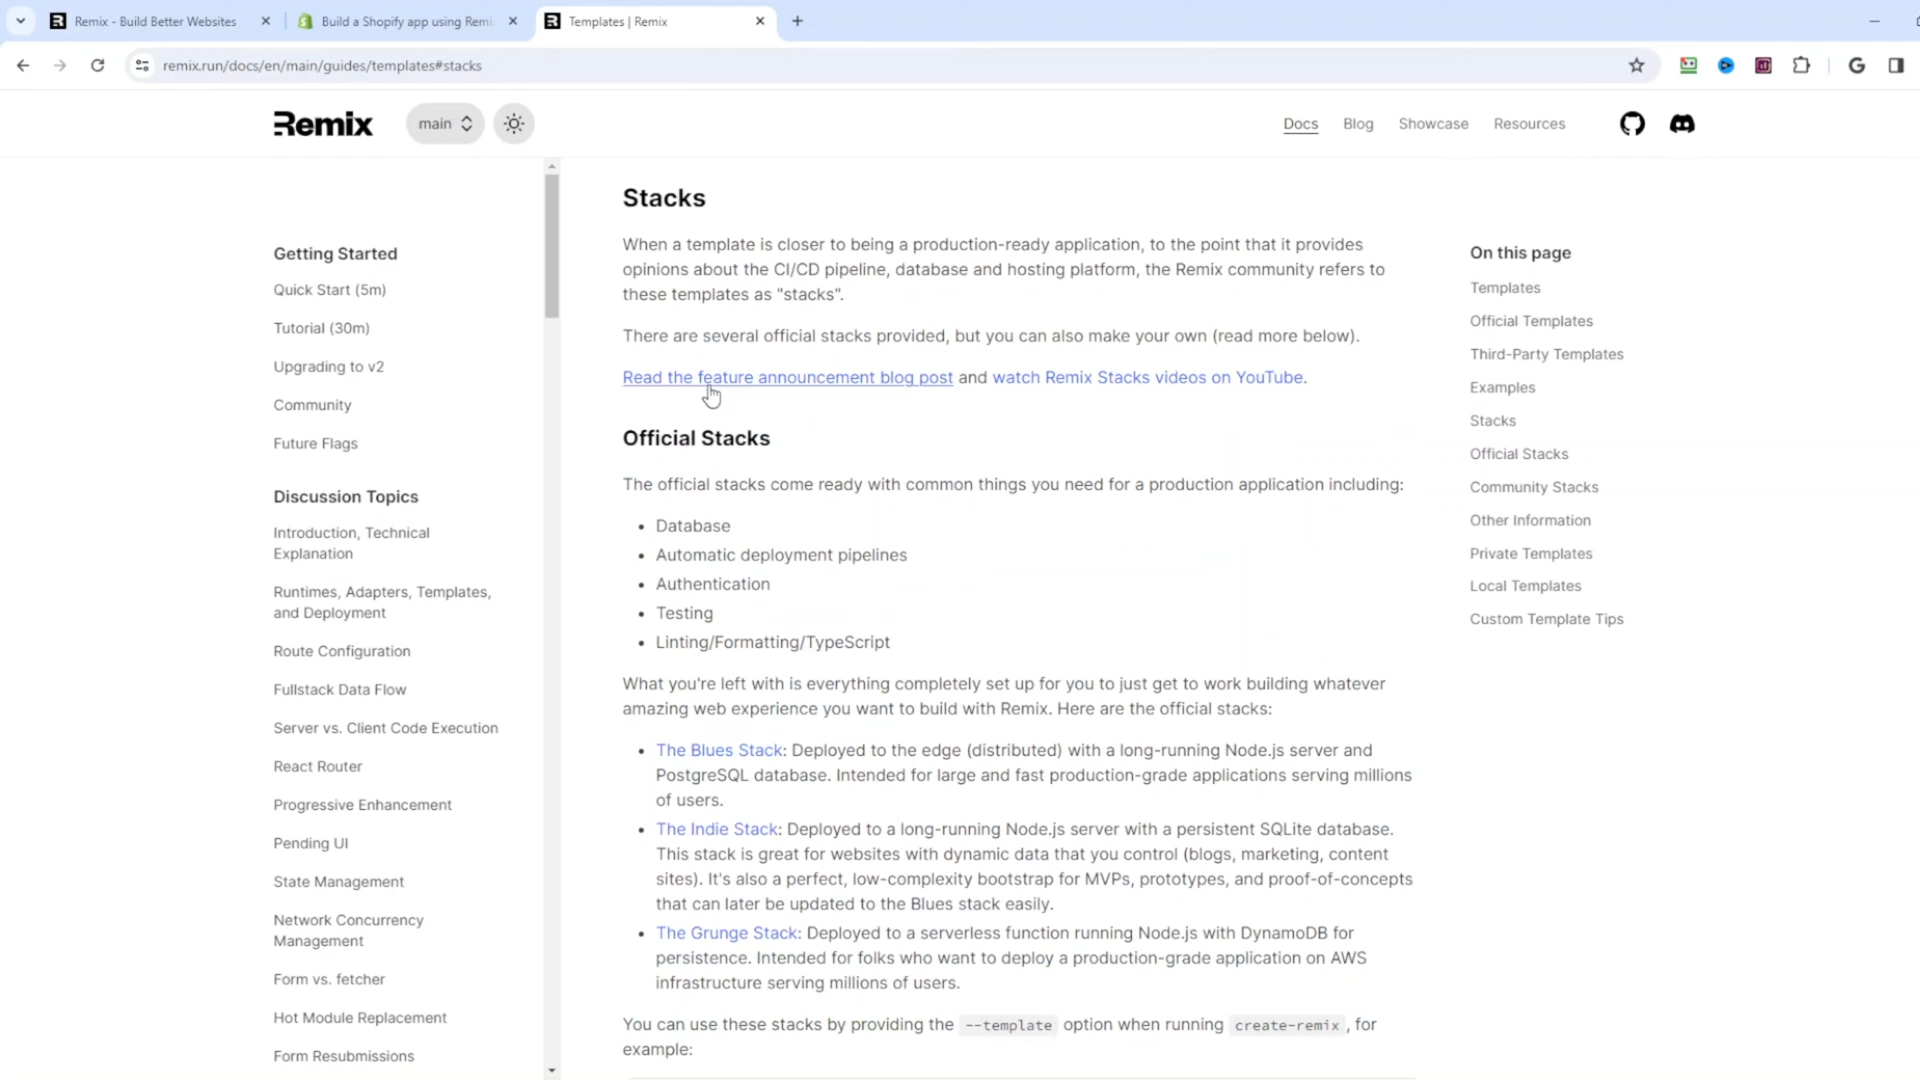 Remix - Build Better Websites
Build a Shopify app using Remi
Templates | Remix
remix.run/docs/en/main/guides/templates#stacks
Remix
main
Docs
Blog
Showcase
Resources
Getting Started
Quick Start (5m)
Tutorial (30m)
Upgrading to v2
Community
Future Flags
Discussion Topics
Introduction, Technical
Explanation
Runtimes, Adapters, Templates,
and Deployment
Route Configuration
Fullstack Data Flow
Server vs. Client Code Execution
React Router
Progressive Enhancement
Pending UI
State Management
Network Concurrency
Management
Form vs. fetcher
Hot Module Replacement
Form Resubmissions
Stacks
When a template is closer to being a production-ready application, to the point that it provides
opinions about the CI/CD pipeline, database and hosting platform, the Remix community refers to
these templates as "stacks".
There are several official stacks provided, but you can also make your own (read more below).
Read the feature announcement blog post and watch Remix Stacks videos on YouTube.
Official Stacks
The official stacks come ready with common things you need for a production application including:
• Database
• Automatic deployment pipelines
• Authentication
• Testing
• Linting/Formatting/TypeScript
What you're left with is everything completely set up for you to just get to work building whatever
amazing web experience you want to build with Remix. Here are the official stacks:
• The Blues Stack: Deployed to the edge (distributed) with a long-running Node.js server and
PostgreSQL database. Intended for large and fast production-grade applications serving millions
of users.
• The Indie Stack: Deployed to a long-running Node.js server with a persistent SQLite database.
This stack is great for websites with dynamic data that you control (blogs, marketing, content
sites). It's also a perfect, low-complexity bootstrap for MVPs, prototypes, and proof-of-concepts
that can later be updated to the Blues stack easily.
• The Grunge Stack: Deployed to a serverless function running Node.js with DynamoDB for
persistence. Intended for folks who want to deploy a production-grade application on AWS
infrastructure serving millions of users.
You can use these stacks by providing the --template option when running create-remix, for
example:
On this page
Templates
Official Templates
Third-Party Templates
Examples
Stacks
Official Stacks
Community Stacks
Other Information
Private Templates
Local Templates
Custom Template Tips